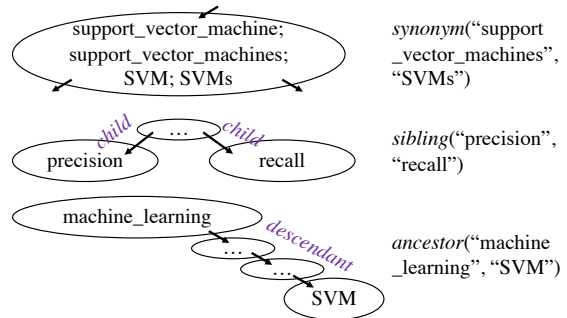 support_vector_machine;
support_vector_machines;
SVM; SVMs
synonym(“support
_vector_machines”,
“SVMs”)
child
...
child
precision
recall
sibling(“precision”,
“recall”)
machine_learning
descendant
...
...
SVM
ancestor(“machine
_learning”, “SVM”)